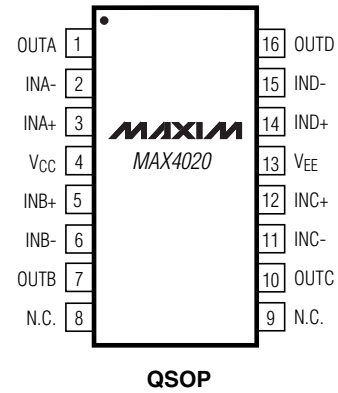 OUTA 1 16 OUTD
INA- 2 15 IND-
INA+ 3 MAXIM 14 IND+
VCC 4 MAX4020 13 VEE
INB+ 5 12 INC+
INB- 6 11 INC-
OUTB 7 10 OUTC
N.C. 8 9 N.C.
QSOP